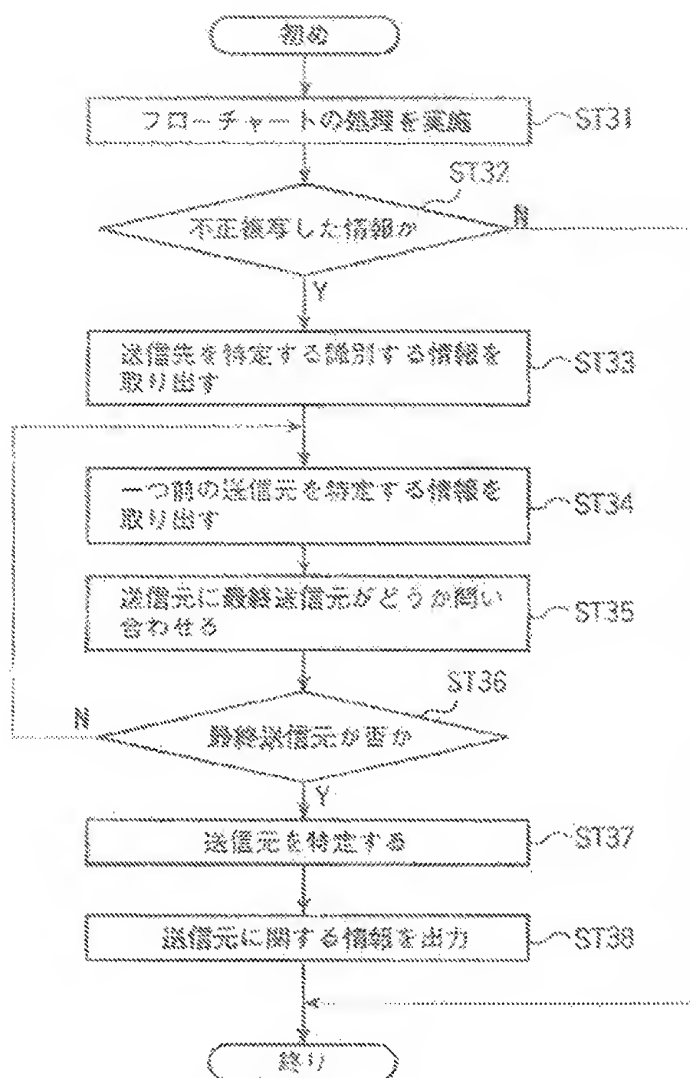 初め
フローチャートの処理を実施
ST31
ST32
不正複写した情報か
N
Y
送信先を特定する識別する情報を
取り出す
ST33
一つ前の送信元を特定する情報を
取り出す
ST34
送信元に最終送信元かどうか問い
合わせる
ST35
ST36
N
最終送信元か否か
Y
送信元を特定する
ST37
送信元に関する情報を出力
ST38
終り